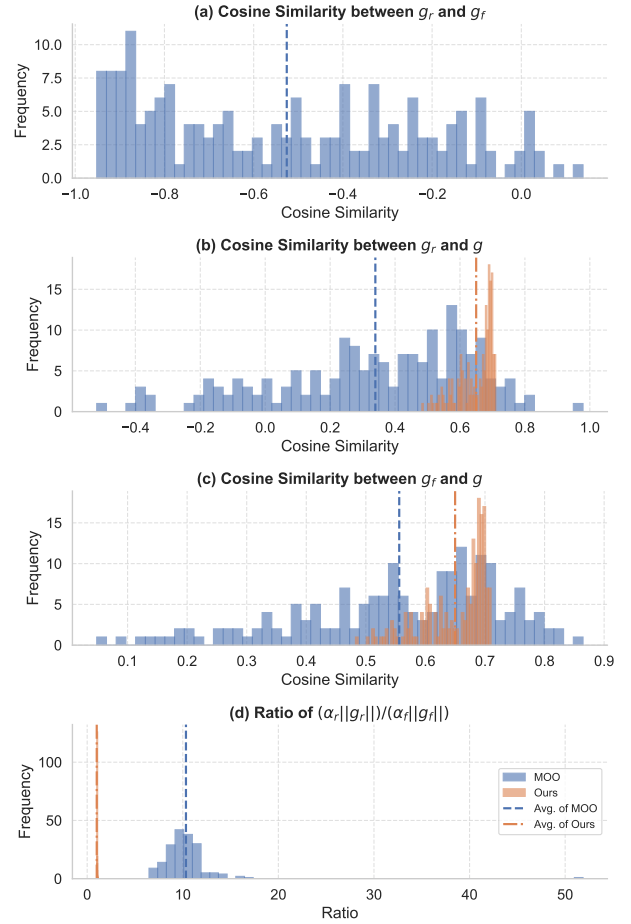 (a) Cosine Similarity between g_r and g_f
Frequency
10.0
7.5
5.0
2.5
0.0
−1.0 −0.8 −0.6 −0.4 −0.2 0.0
Cosine Similarity
(b) Cosine Similarity between g_r and g
Frequency
15
10
5
0
−0.4 −0.2 0.0 0.2 0.4 0.6 0.8 1.0
Cosine Similarity
(c) Cosine Similarity between g_f and g
Frequency
15
10
5
0
0.1 0.2 0.3 0.4 0.5 0.6 0.7 0.8 0.9
Cosine Similarity
(d) Ratio of (α_r||g_r||)/(α_f||g_f||)
Frequency
100
50
0
MOO
Ours
Avg. of MOO
Avg. of Ours
0 10 20 30 40 50
Ratio